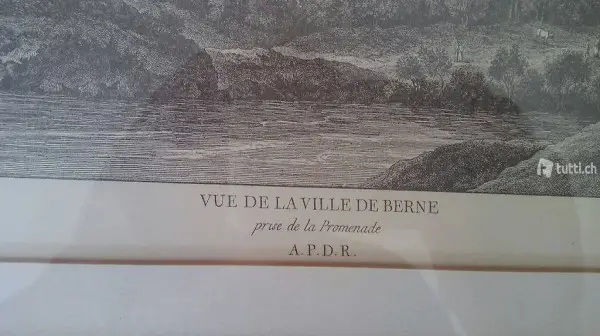 VUE DE LA VILLE DE BERNE
prise de la Promenade
A.P.D.R.
tutti.ch